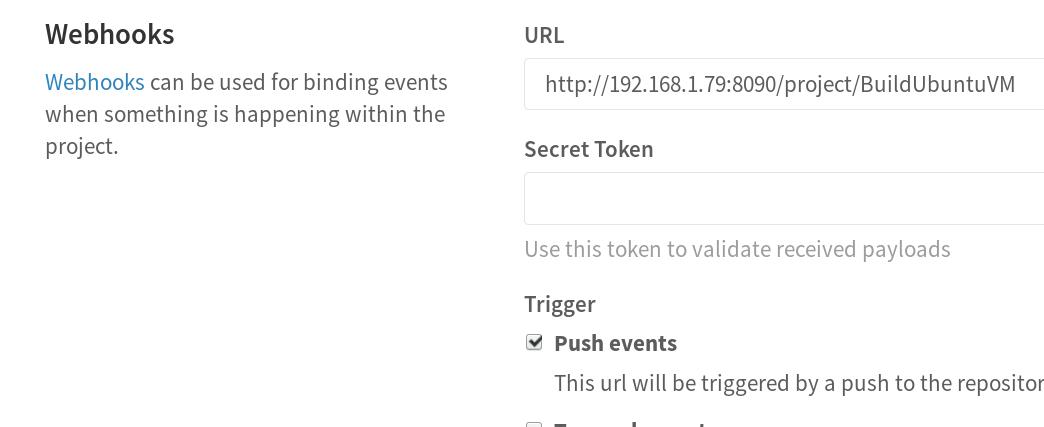 Webhooks
Webhooks can be used for binding events
when something is happening within the
project.
URL
http://192.168.1.79:8090/project/BuildUbuntuVM
Secret Token
Use this token to validate received payloads
Trigger
Push events
This url will be triggered by a push to the repositor